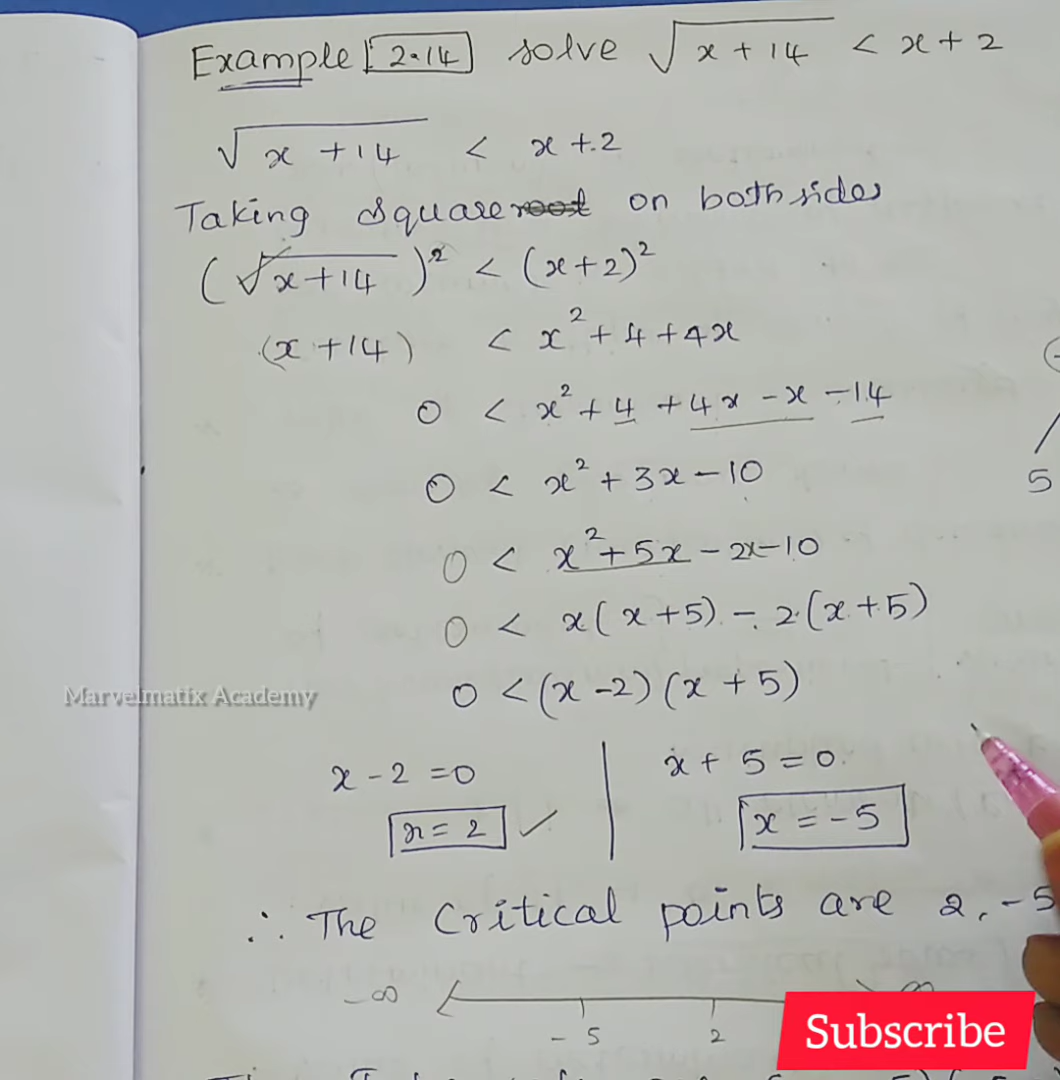 Example 2.14 solve √x + 14 < x + 2
√x + 14 < x + 2
Taking Square root on both sides
(√x + 14)² < (x + 2)²
(x + 14) < x² + 4 + 4x
0 < x² + 4 + 4x - x - 14
0 < x² + 3x - 10
5
0 < x² + 5x - 2x - 10
0 < x(x + 5) - 2(x + 5)
Marvelmatix Academy
0 < (x - 2)(x + 5)
x - 2 = 0 | x + 5 = 0
x = 2 ✓ x = -5
∴ The Critical points are 2, -5
-∞ ∞
-5 2
Subscribe